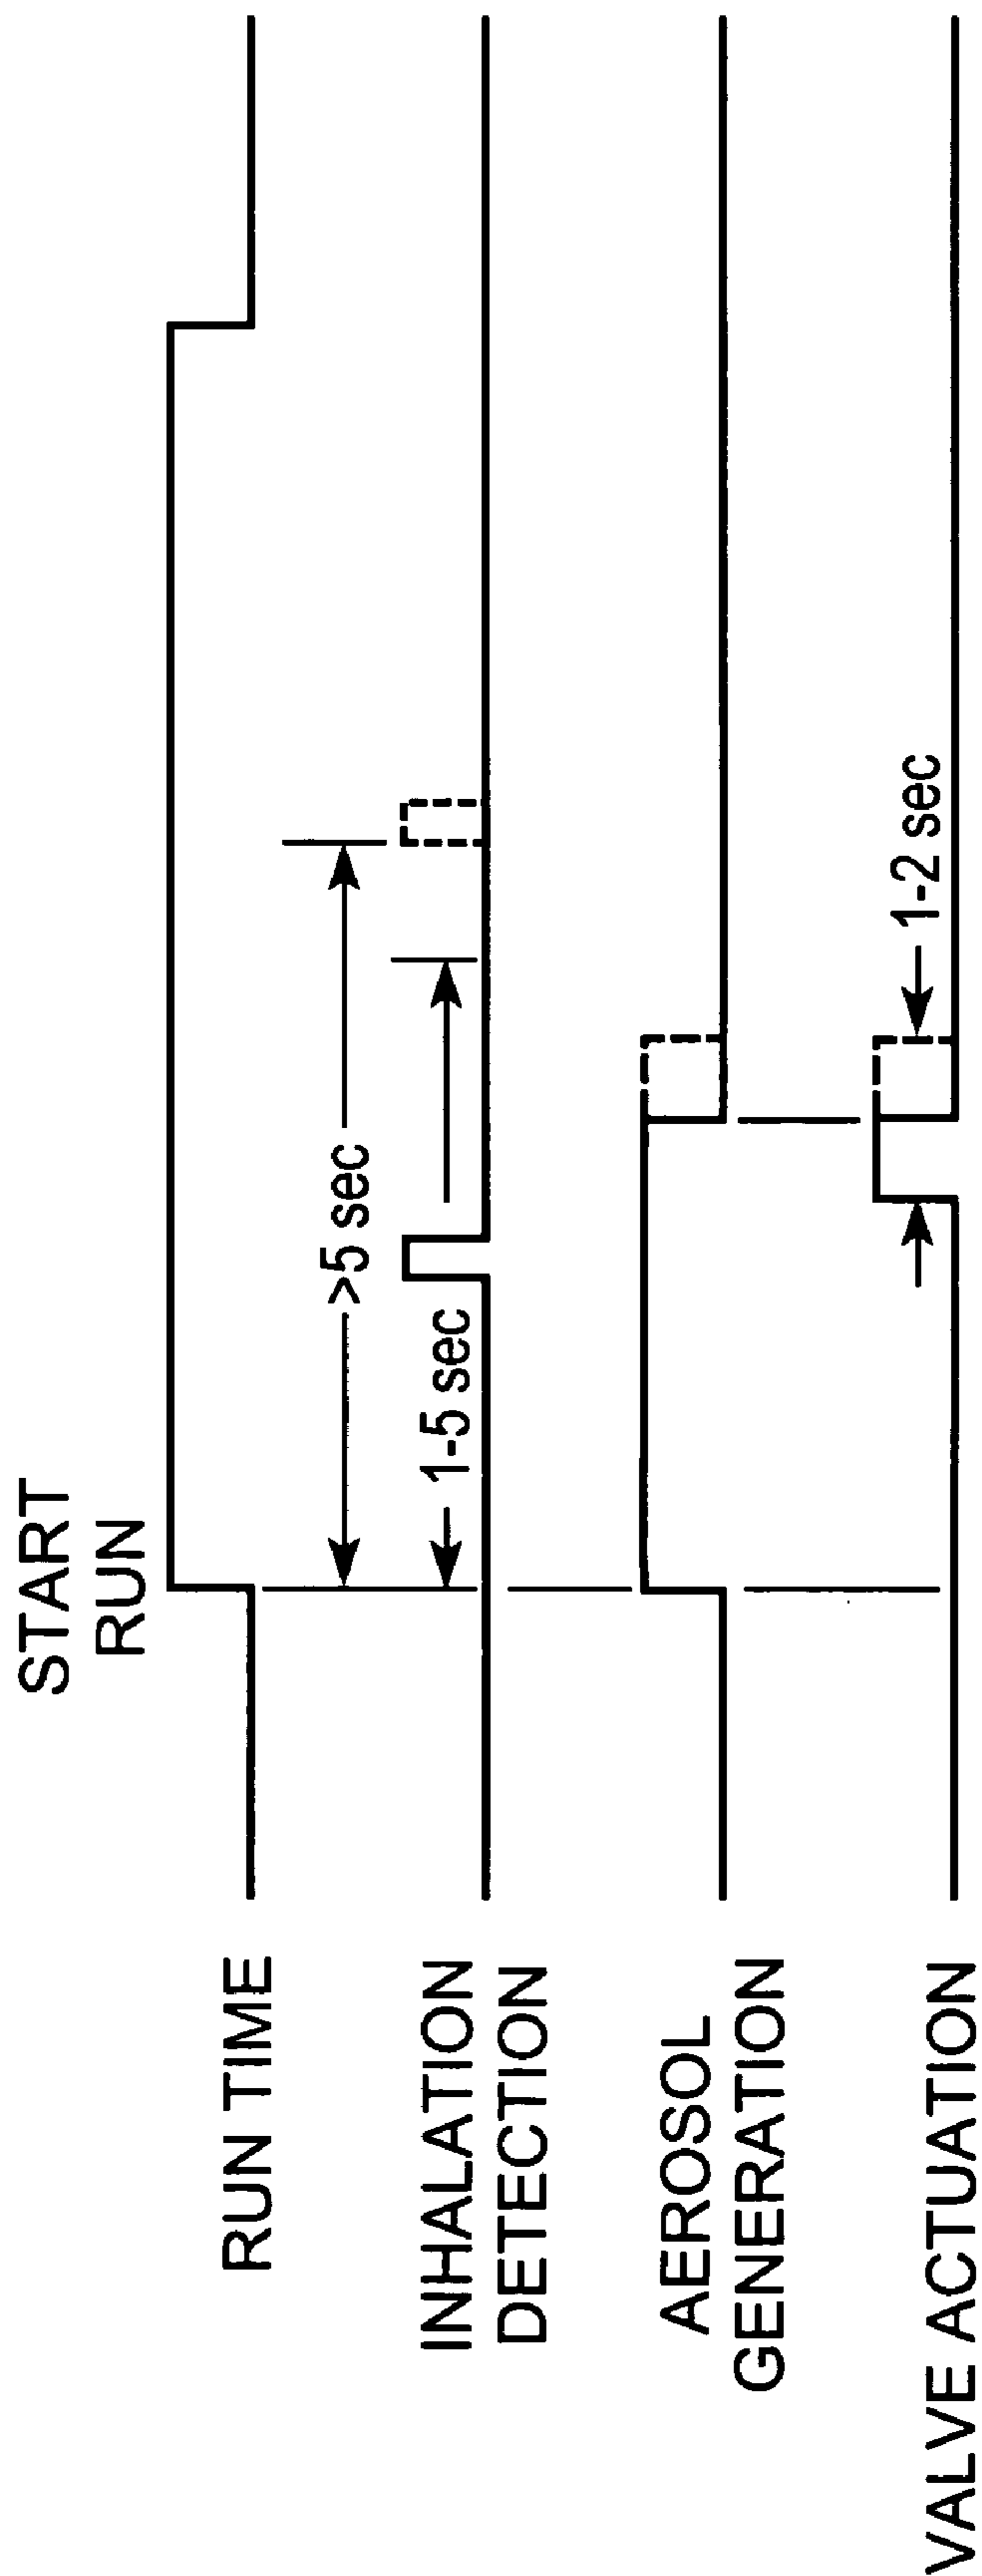 START
RUN
RUN TIME
>5 sec
INHALATION
DETECTION
1-5 sec
AEROSOL
GENERATION
VALVE ACTUATION
1-2 sec